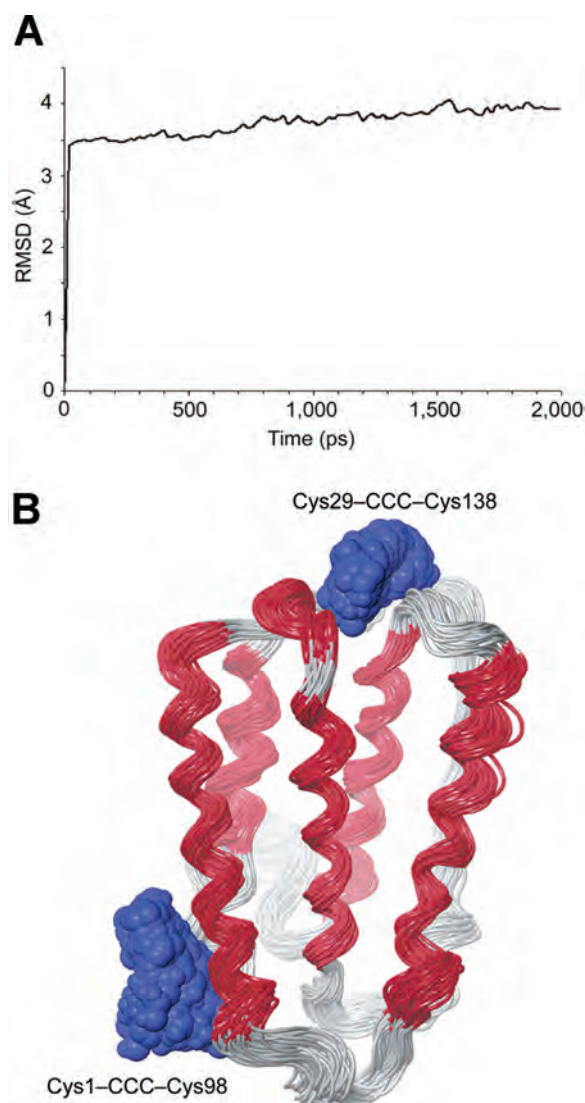 A
4
3
2
1
0
RMSD (Å)
0 500 1,000 1,500 2,000
Time (ps)
B
Cys29–CCC–Cys138
Cys1–CCC–Cys98